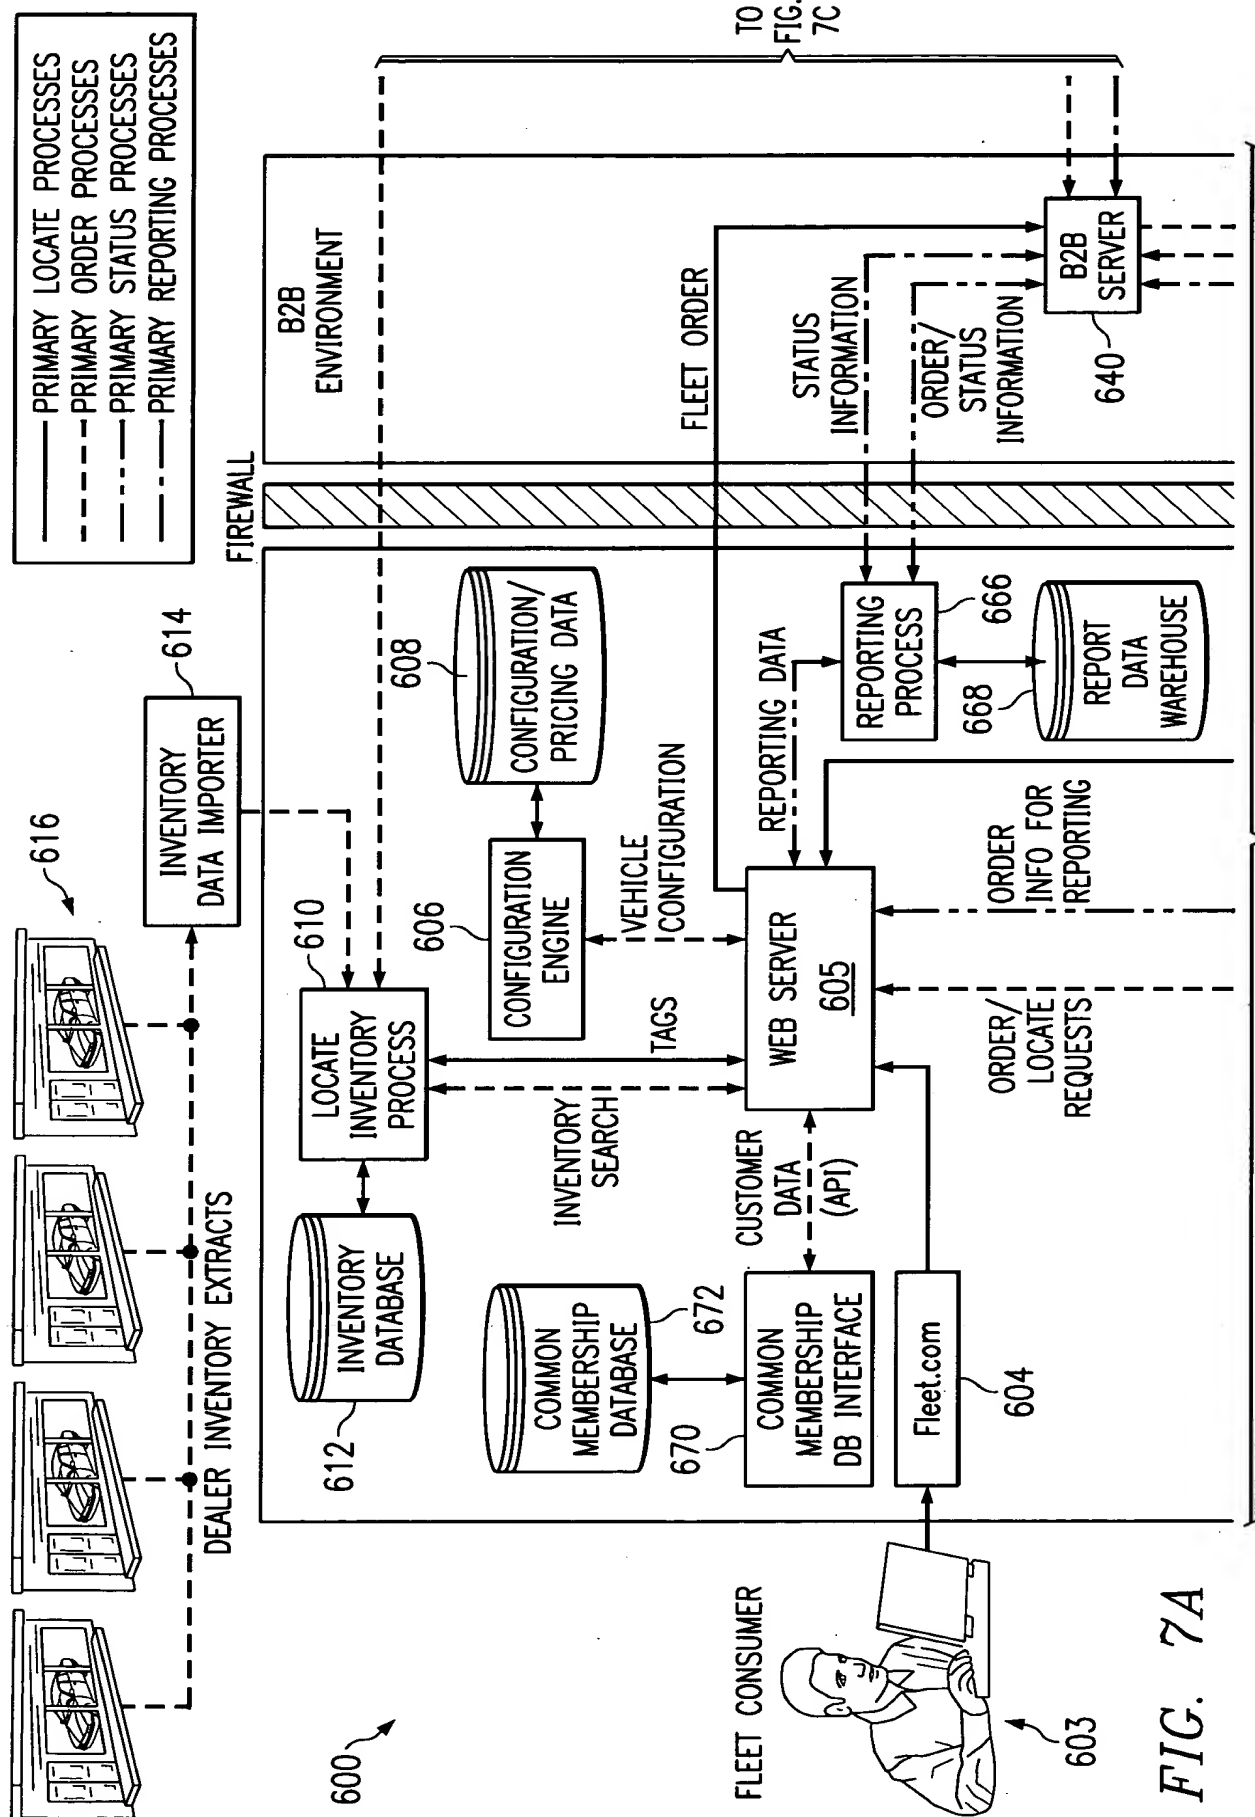 616
DEALER INVENTORY EXTRACTS
INVENTORY
DATA IMPORTER
614
PRIMARY LOCATE PROCESSES
PRIMARY ORDER PROCESSES
PRIMARY STATUS PROCESSES
PRIMARY REPORTING PROCESSES
600
FIREWALL
B2B
ENVIRONMENT
612
INVENTORY
DATABASE
610
LOCATE
INVENTORY
PROCESS
606
CONFIGURATION
ENGINE
608
CONFIGURATION/
PRICING DATA
COMMON
MEMBERSHIP
DATABASE
672
INVENTORY
SEARCH
TAGS
VEHICLE
CONFIGURATION
FLEET ORDER
TO
FIG.
7C
670
COMMON
MEMBERSHIP
DB INTERFACE
CUSTOMER
DATA
(API)
WEB SERVER
605
REPORTING DATA
REPORTING
PROCESS
666
STATUS
INFORMATION
ORDER/
STATUS
INFORMATION
B2B
SERVER
640
FLEET CONSUMER
603
Fleet.com
604
ORDER/
LOCATE
REQUESTS
ORDER
INFO FOR
REPORTING
668
REPORT
DATA
WAREHOUSE
FIG. 7A